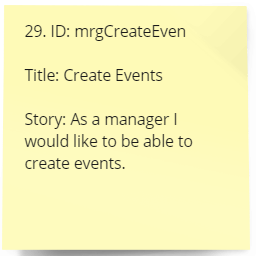 29. ID: mrgCreateEven
Title: Create Events
Story: As a manager I
would like to be able to
create events.